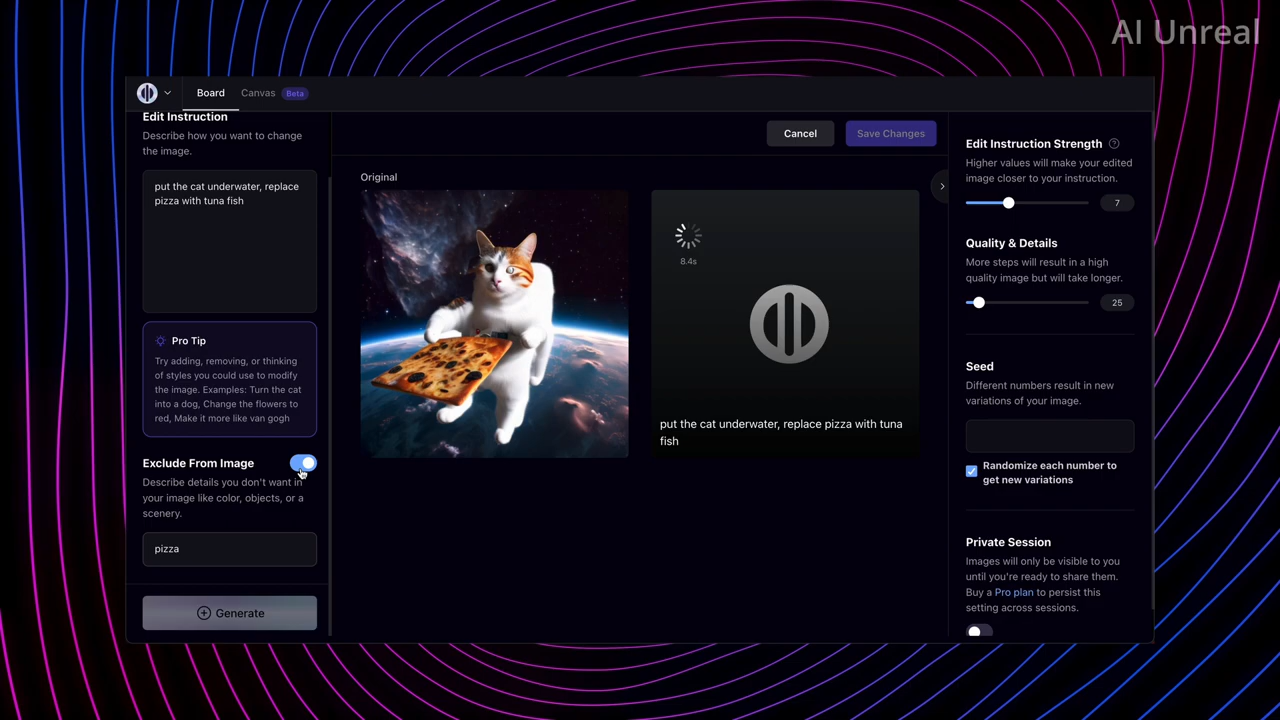 AI Unreal
Board
Canvas
Beta
Edit Instruction
Describe how you want to change
the image.
put the cat underwater, replace
pizza with tuna fish
Pro Tip
Try adding, removing, or thinking
of styles you could use to modify
the image. Examples: Turn the cat
into a dog, Change the flowers to
red, Make it more like van gogh
Exclude From Image
Describe details you don't want in
your image like color, objects, or a
scenery.
pizza
Generate
Cancel
Save Changes
Original
8.4s
put the cat underwater, replace pizza with tuna
fish
Edit Instruction Strength
Higher values will make your edited
image closer to your instruction.
7
Quality & Details
More steps will result in a high
quality image but will take longer.
25
Seed
Different numbers result in new
variations of your image.
Randomize each number to
get new variations
Private Session
Images will only be visible to you
until you're ready to share them.
Buy a Pro plan to persist this
setting across sessions.